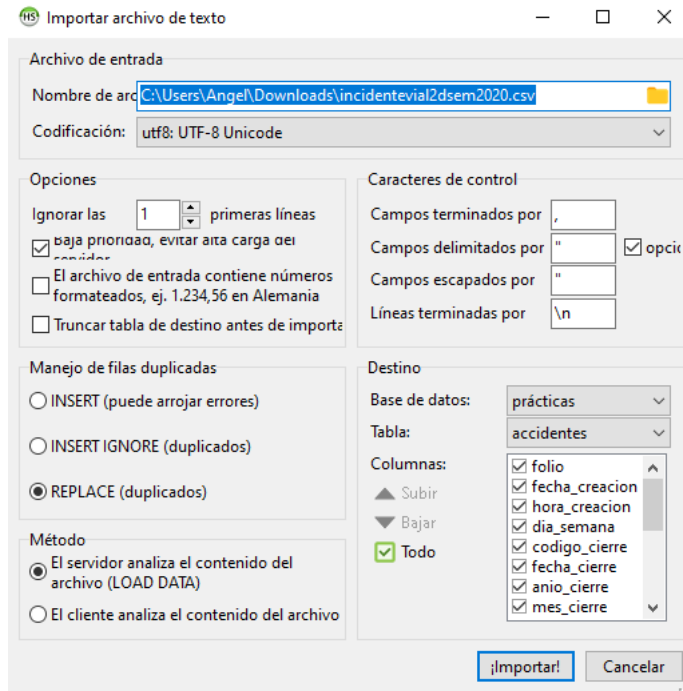 HS Importar archivo de texto
Archivo de entrada
Nombre de arc C:\Users\Angel\Downloads\incidentevial2dsem2020.csv
Codificación: utf8: UTF-8 Unicode
Opciones
Ignorar las 1 primeras líneas
Baja prioridad, evitar alta carga del
servidor
El archivo de entrada contiene números
formateados, ej. 1.234,56 en Alemania
Truncar tabla de destino antes de importa
Caracteres de control
Campos terminados por ,
Campos delimitados por " opcio
Campos escapados por "
Líneas terminadas por \n
Manejo de filas duplicadas
INSERT (puede arrojar errores)
INSERT IGNORE (duplicados)
REPLACE (duplicados)
Método
El servidor analiza el contenido del
archivo (LOAD DATA)
El cliente analiza el contenido del archivo
Destino
Base de datos: prácticas
Tabla: accidentes
Columnas:
Subir
Bajar
Todo
folio
fecha_creacion
hora_creacion
dia_semana
codigo_cierre
fecha_cierre
anio_cierre
mes_cierre
¡Importar! Cancelar